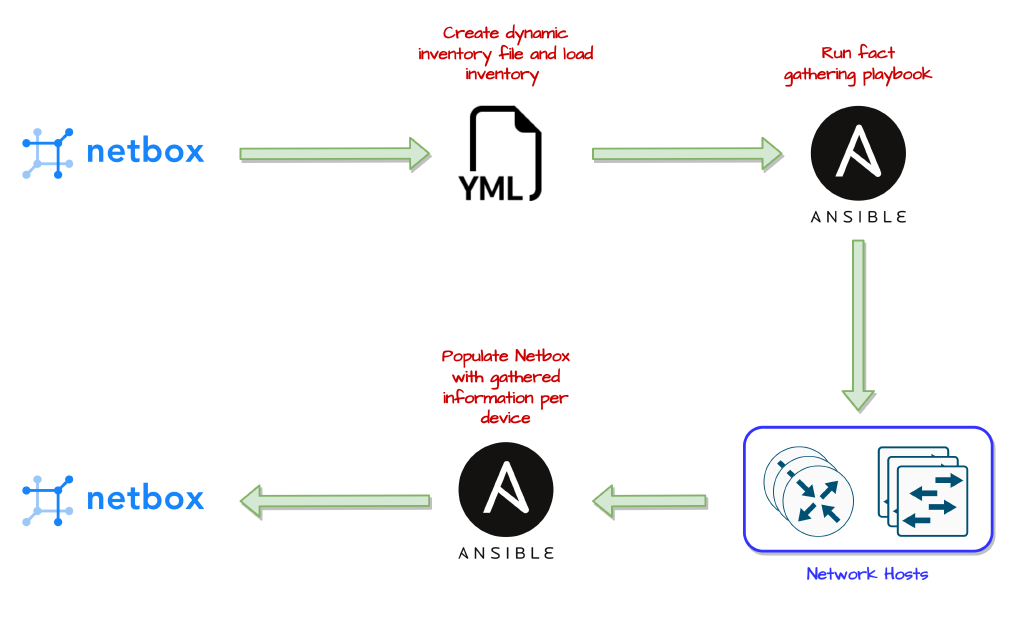 Create dynamic
inventory file and load
inventory
Run fact
gathering playbook
netbox
YML
ANSIBLE
Populate Netbox
with gathered
information per
device
netbox
ANSIBLE
Network Hosts